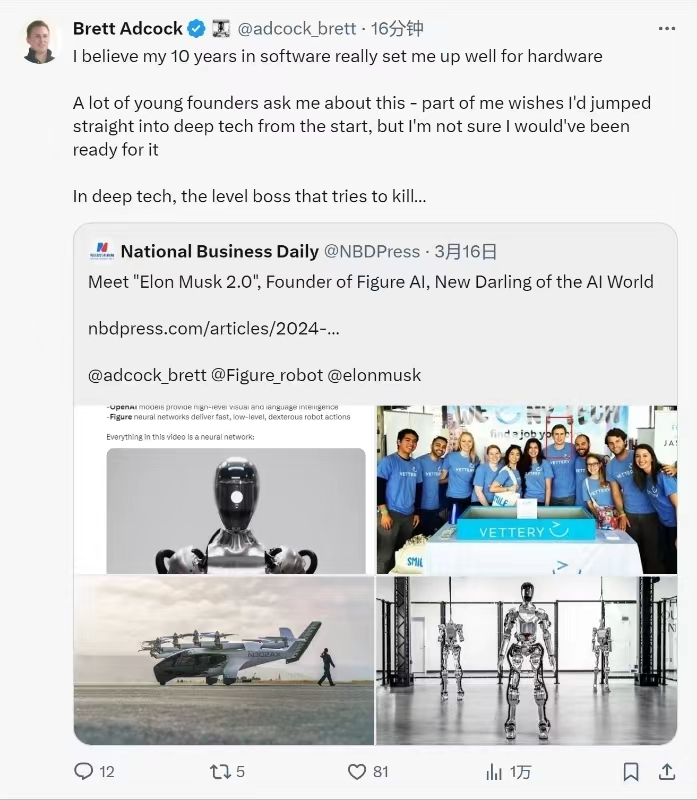 Brett Adcock @adcock_brett · 16分钟
I believe my 10 years in software really set me up well for hardware
A lot of young founders ask me about this - part of me wishes I'd jumped
straight into deep tech from the start, but I'm not sure I would've been
ready for it
In deep tech, the level boss that tries to kill...
National Business Daily @NBDPress · 3月16日
Meet "Elon Musk 2.0", Founder of Figure AI, New Darling of the AI World
nbdpress.com/articles/2024-...
@adcock_brett @Figure_robot @elonmusk
-OpenAI models provide high-level visual and language intelligence
-Figure neural networks deliver fast, low-level, dexterous robot actions
Everything in this video is a neural network:
find a job you
VETTERY
SMILE
12
5
81
1万